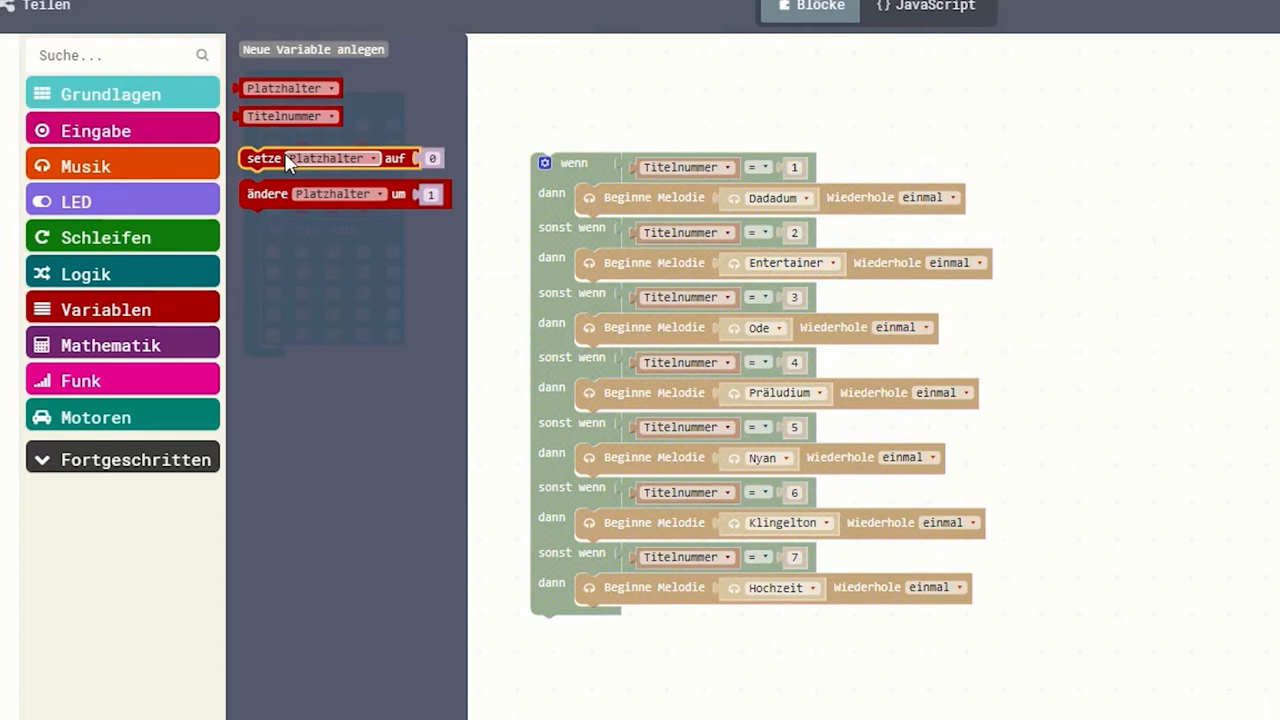 Teilen
Blöcke
{} JavaScript
Suche...
Grundlagen
Eingabe
Musik
LED
Schleifen
Logik
Variablen
Mathematik
Funk
Motoren
Fortgeschritten
Neue Variable anlegen
Platzhalter
Titelnummer
setze Platzhalter auf 0
ändere Platzhalter um 1
wenn Titelnummer = 1
dann Beginne Melodie Dadadum Wiederhole einmal
sonst wenn Titelnummer = 2
dann Beginne Melodie Entertainer Wiederhole einmal
sonst wenn Titelnummer = 3
dann Beginne Melodie Ode Wiederhole einmal
sonst wenn Titelnummer = 4
dann Beginne Melodie Präludium Wiederhole einmal
sonst wenn Titelnummer = 5
dann Beginne Melodie Nyan Wiederhole einmal
sonst wenn Titelnummer = 6
dann Beginne Melodie Klingelton Wiederhole einmal
sonst wenn Titelnummer = 7
dann Beginne Melodie Hochzeit Wiederhole einmal